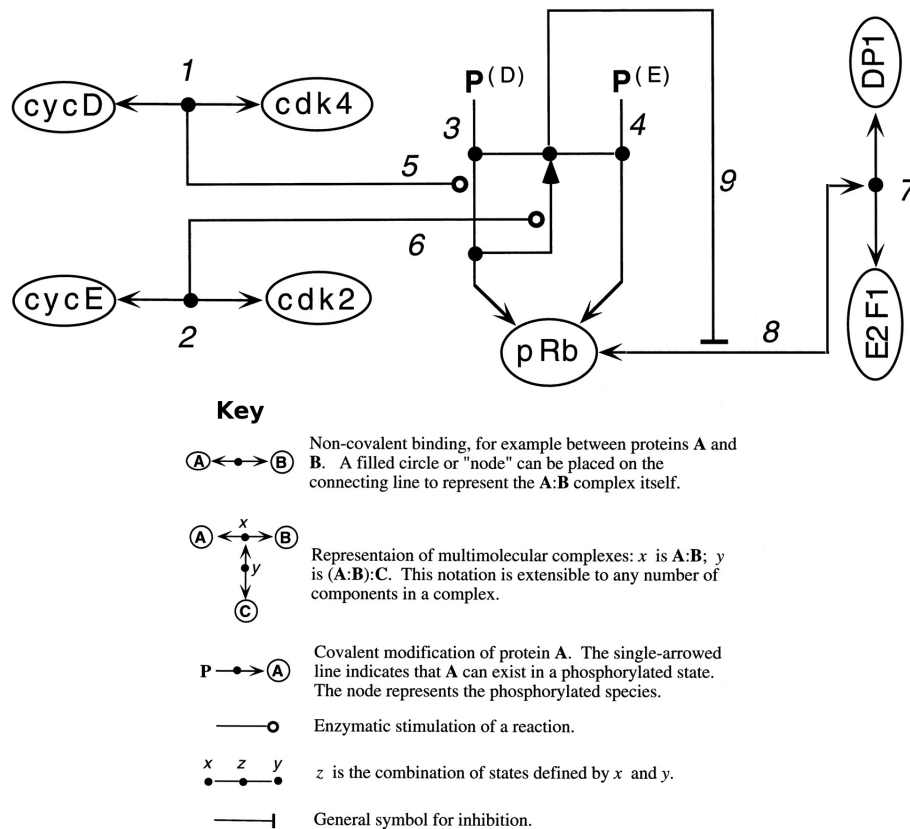 1
cycD
cdk4
P(D)
P(E)
DP1
3
4
5
9
7
6
cycE
cdk2
E2F1
2
pRb
8
Key
A B
Non-covalent binding, for example between proteins A and
B. A filled circle or "node" can be placed on the
connecting line to represent the A:B complex itself.
x
A B
y
C
Representaion of multimolecular complexes: x is A:B; y
is (A:B):C. This notation is extensible to any number of
components in a complex.
P A
Covalent modification of protein A. The single-arrowed
line indicates that A can exist in a phosphorylated state.
The node represents the phosphorylated species.
Enzymatic stimulation of a reaction.
x z y
z is the combination of states defined by x and y.
General symbol for inhibition.